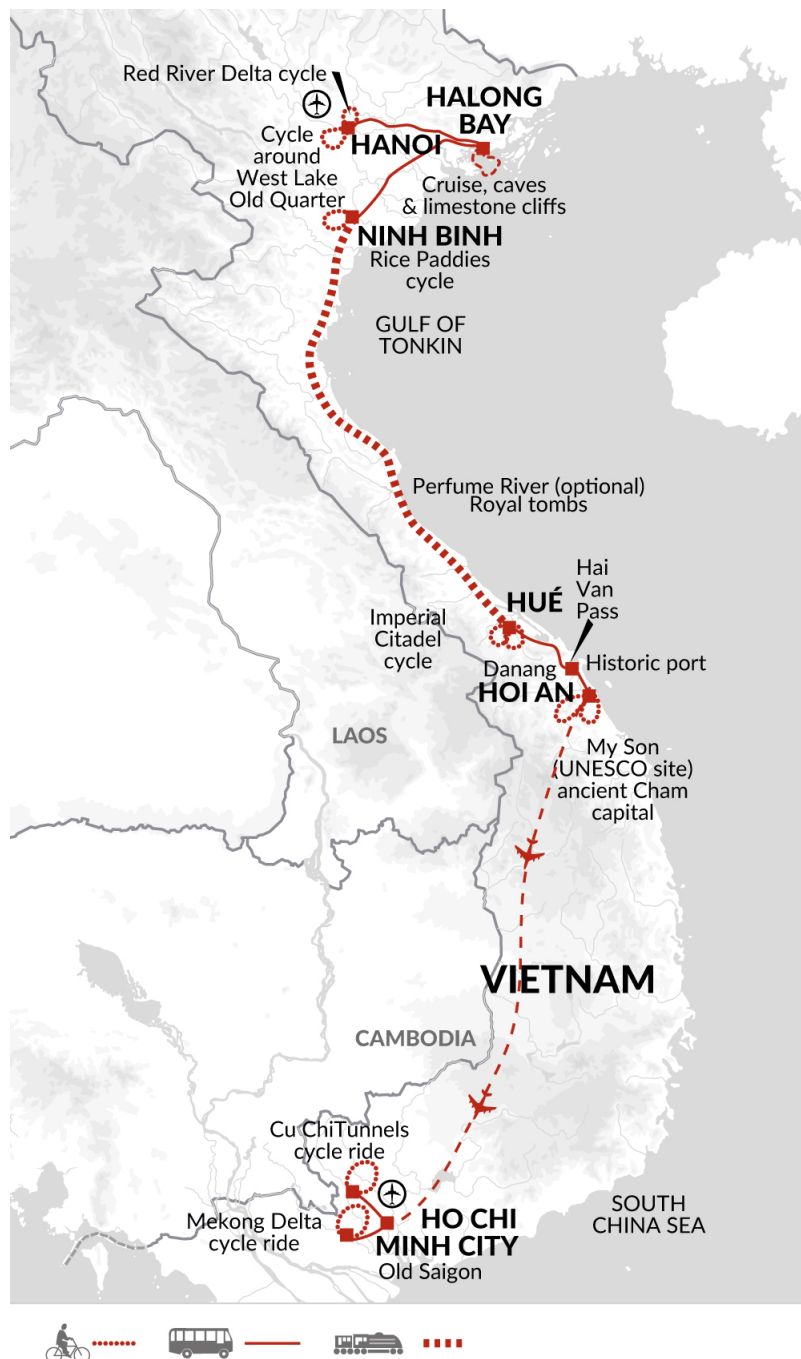 Red River Delta cycle
HALONG
BAY
HANOI
Cycle
around
West Lake
Old Quarter
Cruise, caves
& limestone cliffs
NINH BINH
Rice Paddies
cycle
GULF OF
TONKIN
Perfume River (optional)
Royal tombs
Hai
Van
Pass
HUÉ
Imperial
Citadel
cycle
Danang
Historic port
HOI AN
LAOS
My Son
(UNESCO site)
ancient Cham
capital
VIETNAM
CAMBODIA
Cu ChiTunnels
cycle ride
Mekong Delta
cycle ride
HO CHI
MINH CITY
Old Saigon
SOUTH
CHINA SEA